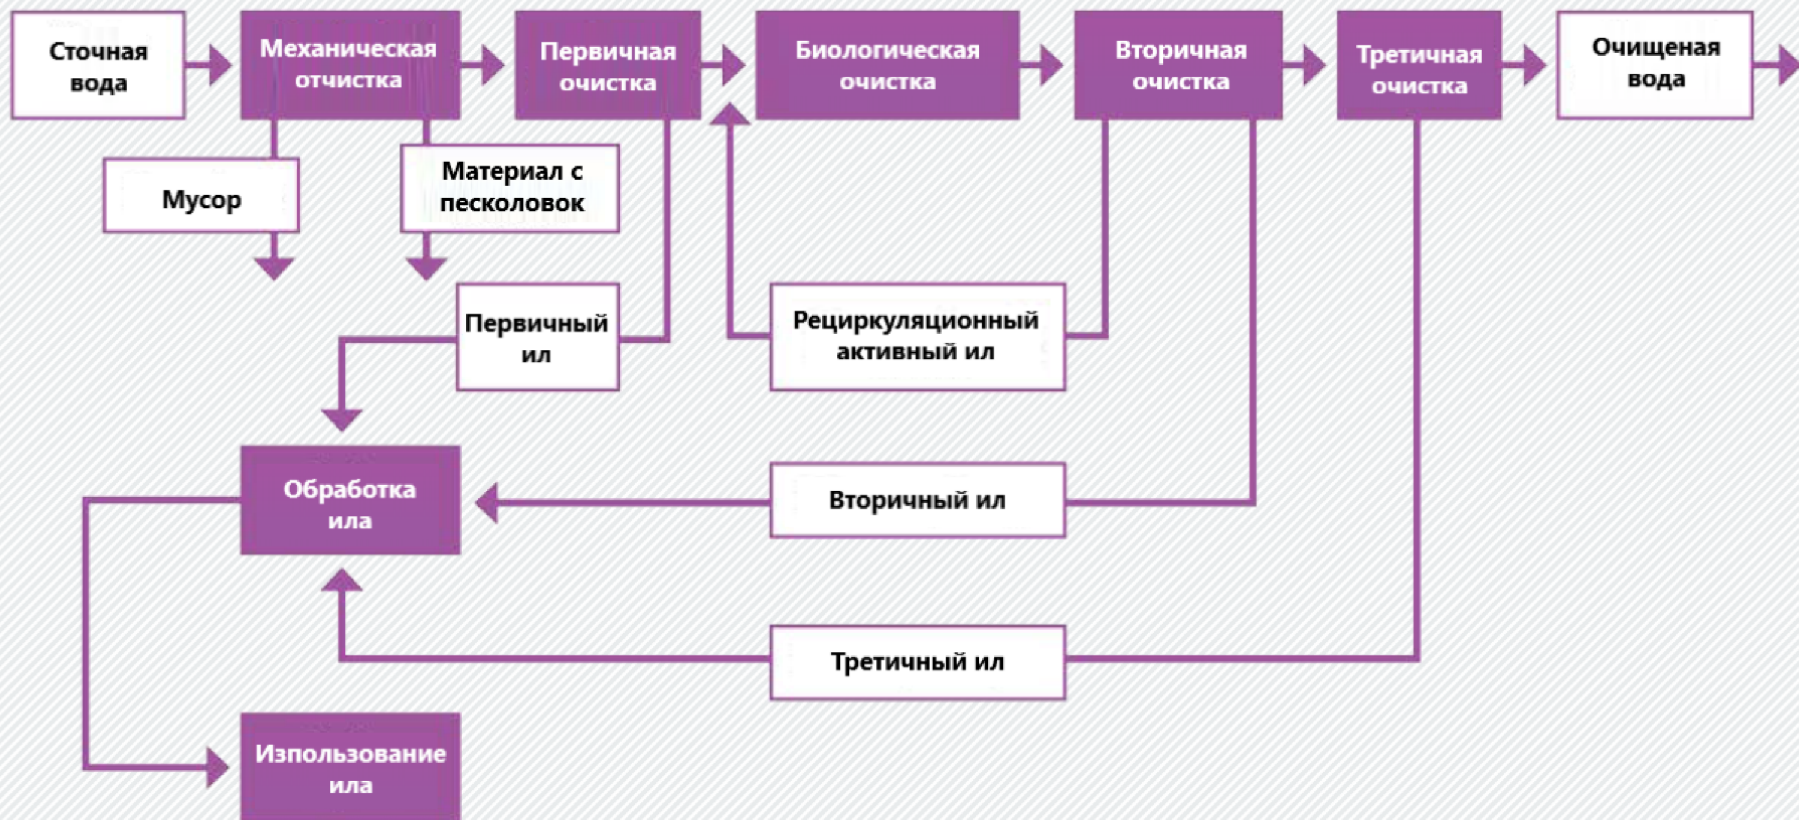 Сточная
вода
Механическая
отчистка
Первичная
очистка
Биологическая
очистка
Вторичная
очистка
Третичная
очистка
Очищеная
вода
Мусор
Материал с
песколовок
Первичный
ил
Рециркуляционный
активный ил
Обработка
ила
Вторичный ил
Третичный ил
Изпользование
ила